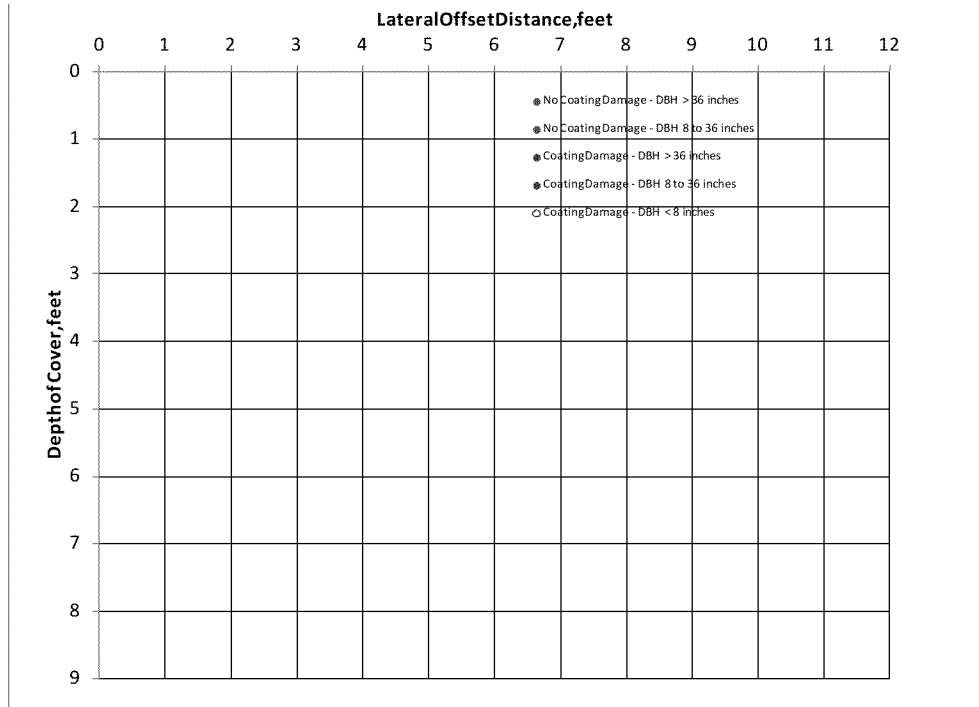 LateralOffsetDistance,feet
0 1 2 3 4 5 6 7 8 9 10 11 12
0
No Coating Damage - DBH > 36 inches
No Coating Damage - DBH 8 to 36 inches
1
Coating Damage - DBH > 36 inches
Coating Damage - DBH 8 to 36 inches
2
Coating Damage - DBH < 8 inches
3
DepthofCover,feet
4
5
6
7
8
9